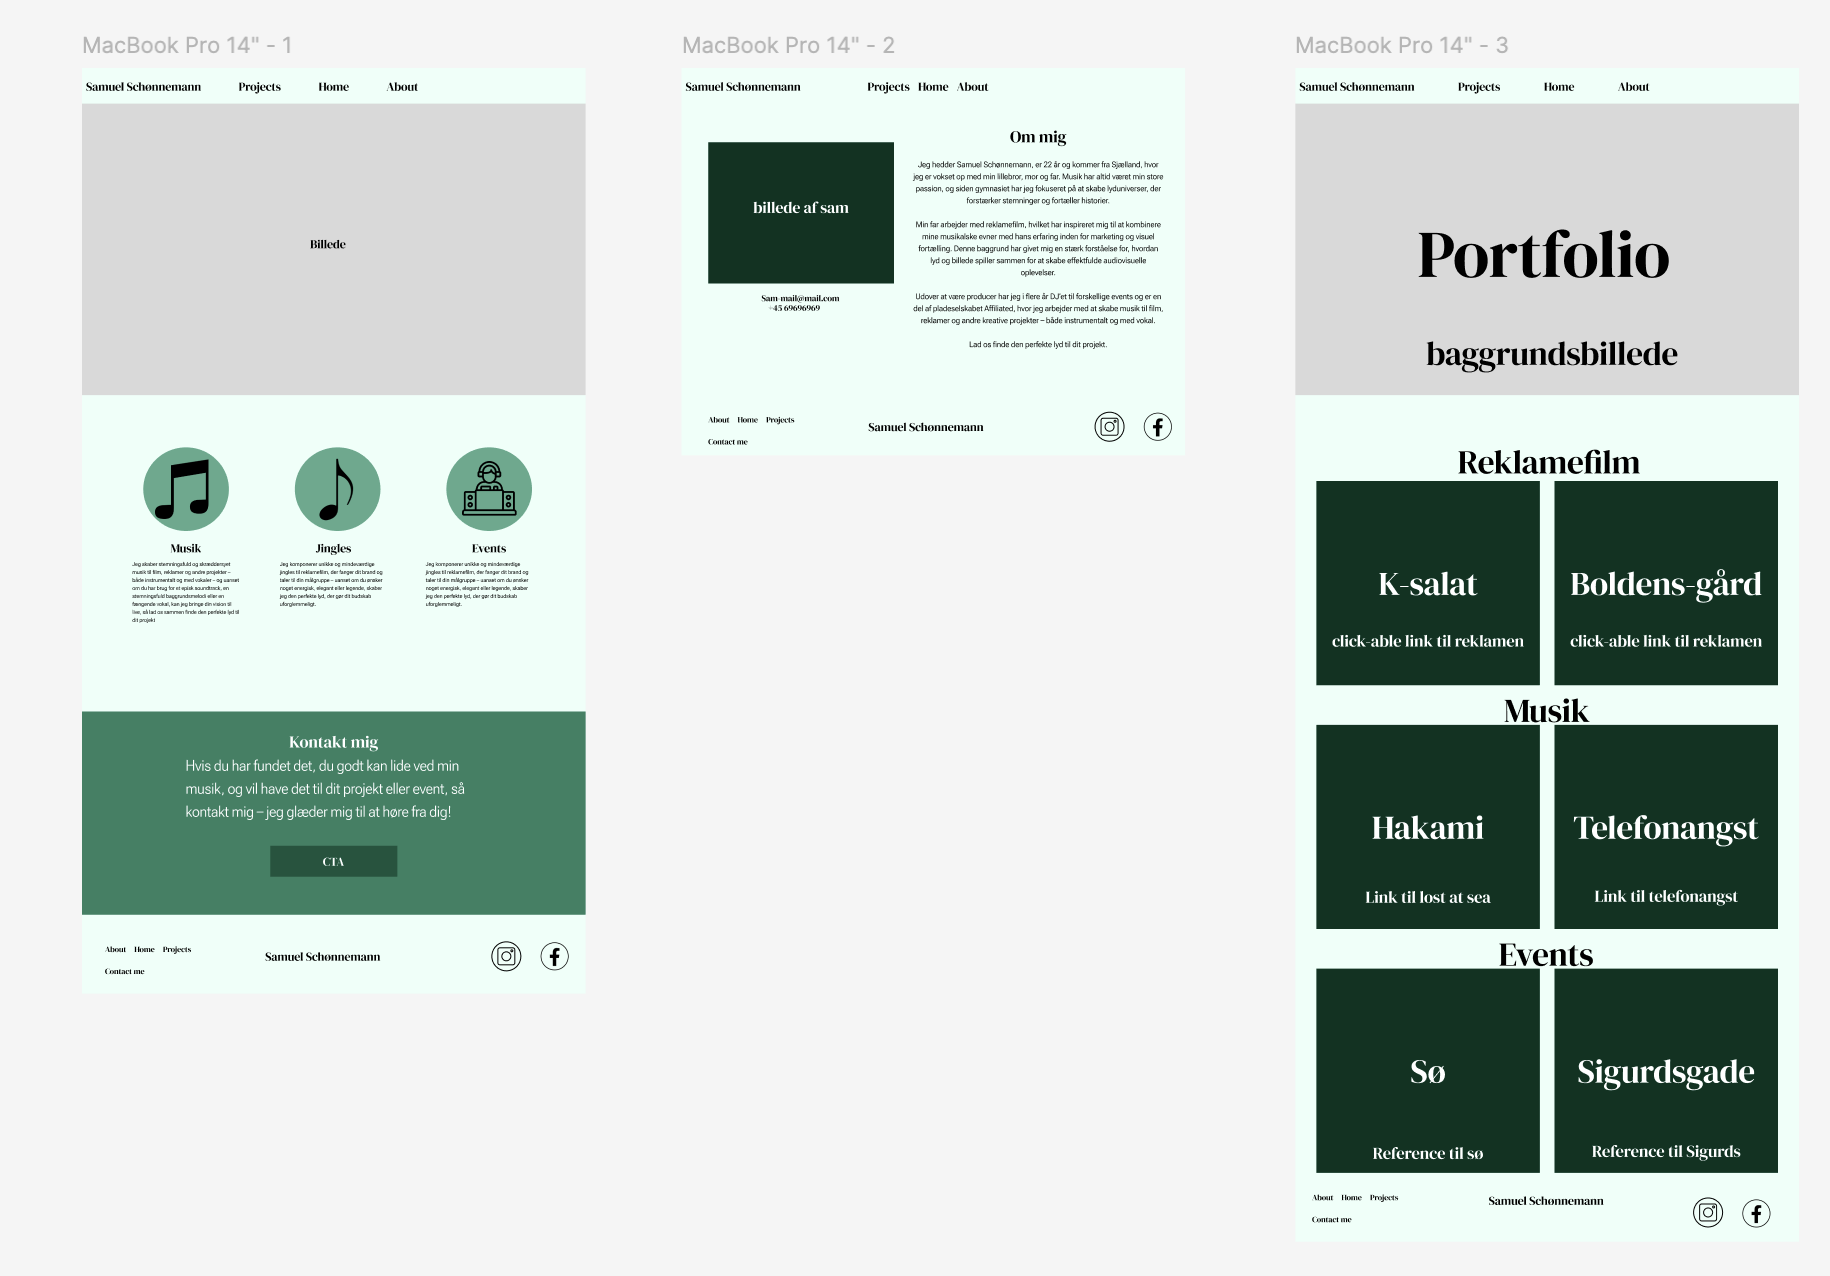 MacBook Pro 14" - 1
Samuel Schønnemann Projects Home About
Billede
Musik
Jeg skaber stemningsfuld og skræddersyet
musik til film, reklamer og andre projekter –
både instrumentalt og med vokaler – og uanset
om du har brug for et episk soundtrack, en
stemningsfuld baggrundsmelodi eller en
fængende vokal, kan jeg bringe din vision til
live, så lad os sammen finde den perfekte lyd til
dit projekt
Jingles
Jeg komponerer unikke og mindeværdige
jingles til reklamefilm, der fanger dit brand og
taler til din målgruppe – uanset om du ønsker
noget energisk, elegant eller legende, skaber
jeg den perfekte lyd, der gør dit budskab
uforglemmeligt.
Events
Jeg komponerer unikke og mindeværdige
jingles til reklamefilm, der fanger dit brand og
taler til din målgruppe – uanset om du ønsker
noget energisk, elegant eller legende, skaber
jeg den perfekte lyd, der gør dit budskab
uforglemmeligt.
Kontakt mig
Hvis du har fundet det, du godt kan lide ved min
musik, og vil have det til dit projekt eller event, så
kontakt mig – jeg glæder mig til at høre fra dig!
CTA
About Home Projects
Contact me
Samuel Schønnemann
MacBook Pro 14" - 2
Samuel Schønnemann Projects Home About
billede af sam
Sam-mail@mail.com
+45 69696969
Om mig
Jeg hedder Samuel Schønnemann, er 22 år og kommer fra Sjælland, hvor
jeg er vokset op med min lillebror, mor og far. Musik har altid været min store
passion, og siden gymnasiet har jeg fokuseret på at skabe lyduniverser, der
forstærker stemninger og fortæller historier.
Min far arbejder med reklamefilm, hvilket har inspireret mig til at kombinere
mine musikalske evner med hans erfaring inden for marketing og visuel
fortælling. Denne baggrund har givet mig en stærk forståelse for, hvordan
lyd og billede spiller sammen for at skabe effektfulde audiovisuelle
oplevelser.
Udover at være producer har jeg i flere år DJ'et til forskellige events og er en
del af pladeselskabet Affiliated, hvor jeg arbejder med at skabe musik til film,
reklamer og andre kreative projekter – både instrumentalt og med vokal.
Lad os finde den perfekte lyd til dit projekt.
About Home Projects
Contact me
Samuel Schønnemann
MacBook Pro 14" - 3
Samuel Schønnemann Projects Home About
Portfolio
baggrundsbillede
Reklamefilm
K-salat
click-able link til reklamen
Boldens-gård
click-able link til reklamen
Musik
Hakami
Link til lost at sea
Telefonangst
Link til telefonangst
Events
Sø
Reference til sø
Sigurdsgade
Reference til Sigurds
About Home Projects
Contact me
Samuel Schønnemann